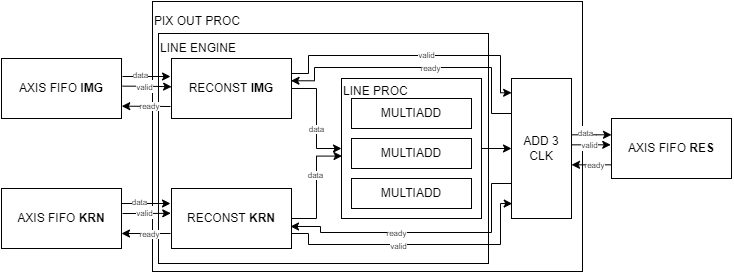 PIX OUT PROC
LINE ENGINE
AXIS FIFO IMG
data
valid
ready
RECONST IMG
valid
ready
data
LINE PROC
MULTIADD
MULTIADD
MULTIADD
ADD 3
CLK
data
valid
ready
AXIS FIFO RES
AXIS FIFO KRN
data
valid
ready
RECONST KRN
data
ready
valid